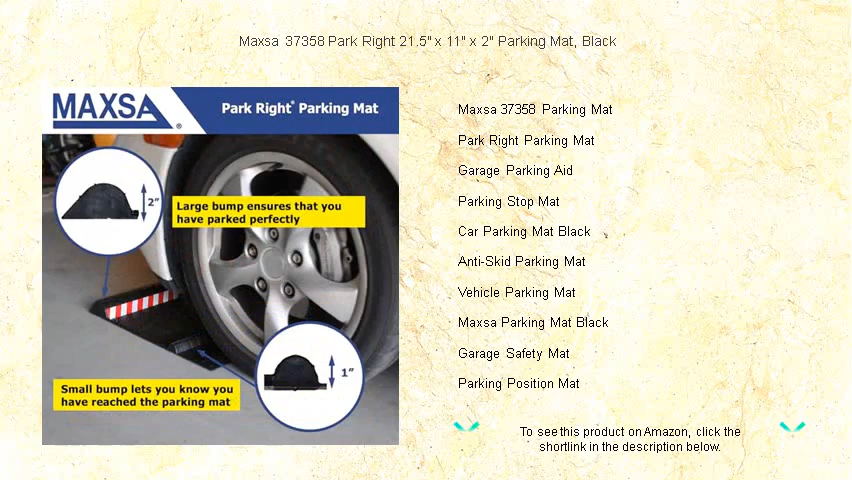 Maxsa 37358 Park Right 21.5" x 11" x 2" Parking Mat, Black
MAXSA®
Park Right® Parking Mat
2"
Large bump ensures that you
have parked perfectly
1"
Small bump lets you know you
have reached the parking mat
Maxsa 37358 Parking Mat
Park Right Parking Mat
Garage Parking Aid
Parking Stop Mat
Car Parking Mat Black
Anti-Skid Parking Mat
Vehicle Parking Mat
Maxsa Parking Mat Black
Garage Safety Mat
Parking Position Mat
To see this product on Amazon, click the
shortlink in the description below.